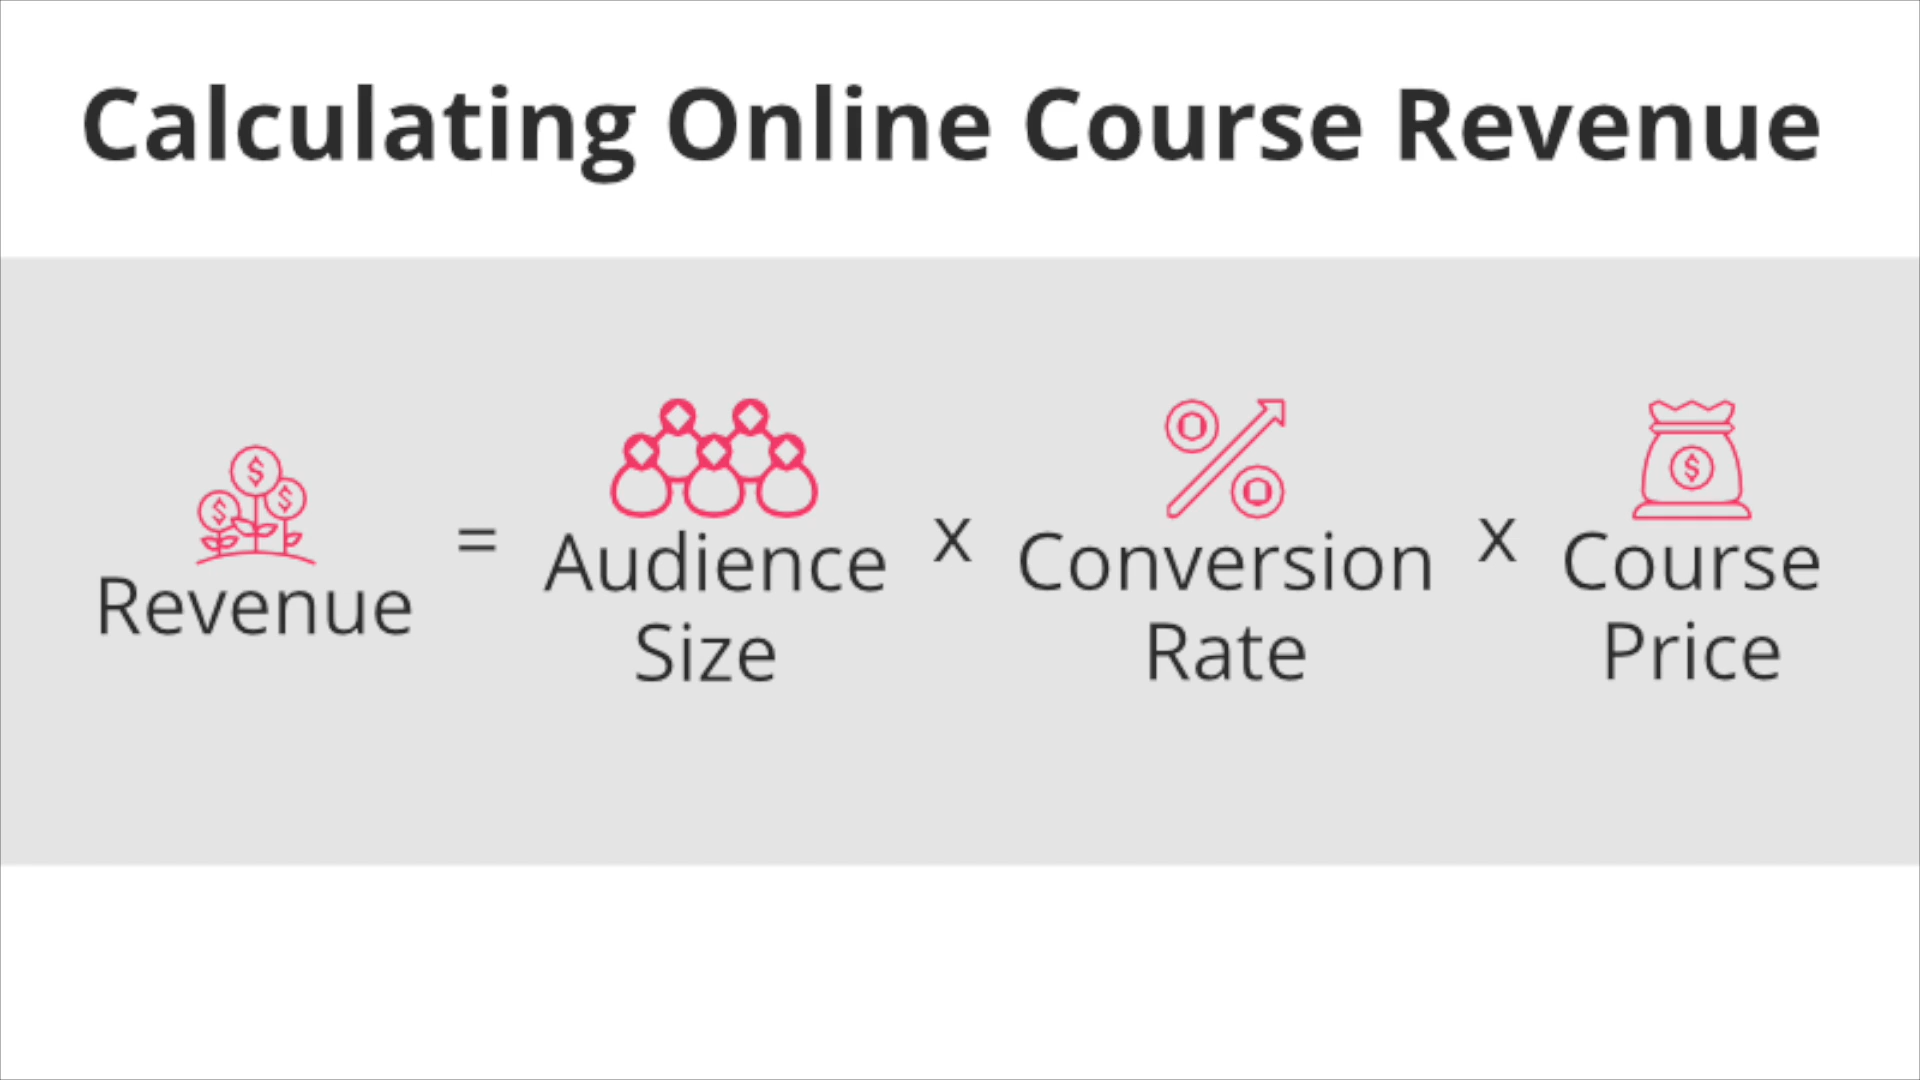 Calculating Online Course Revenue
Revenue
=
Audience
Size
x
Conversion
Rate
x
Course
Price